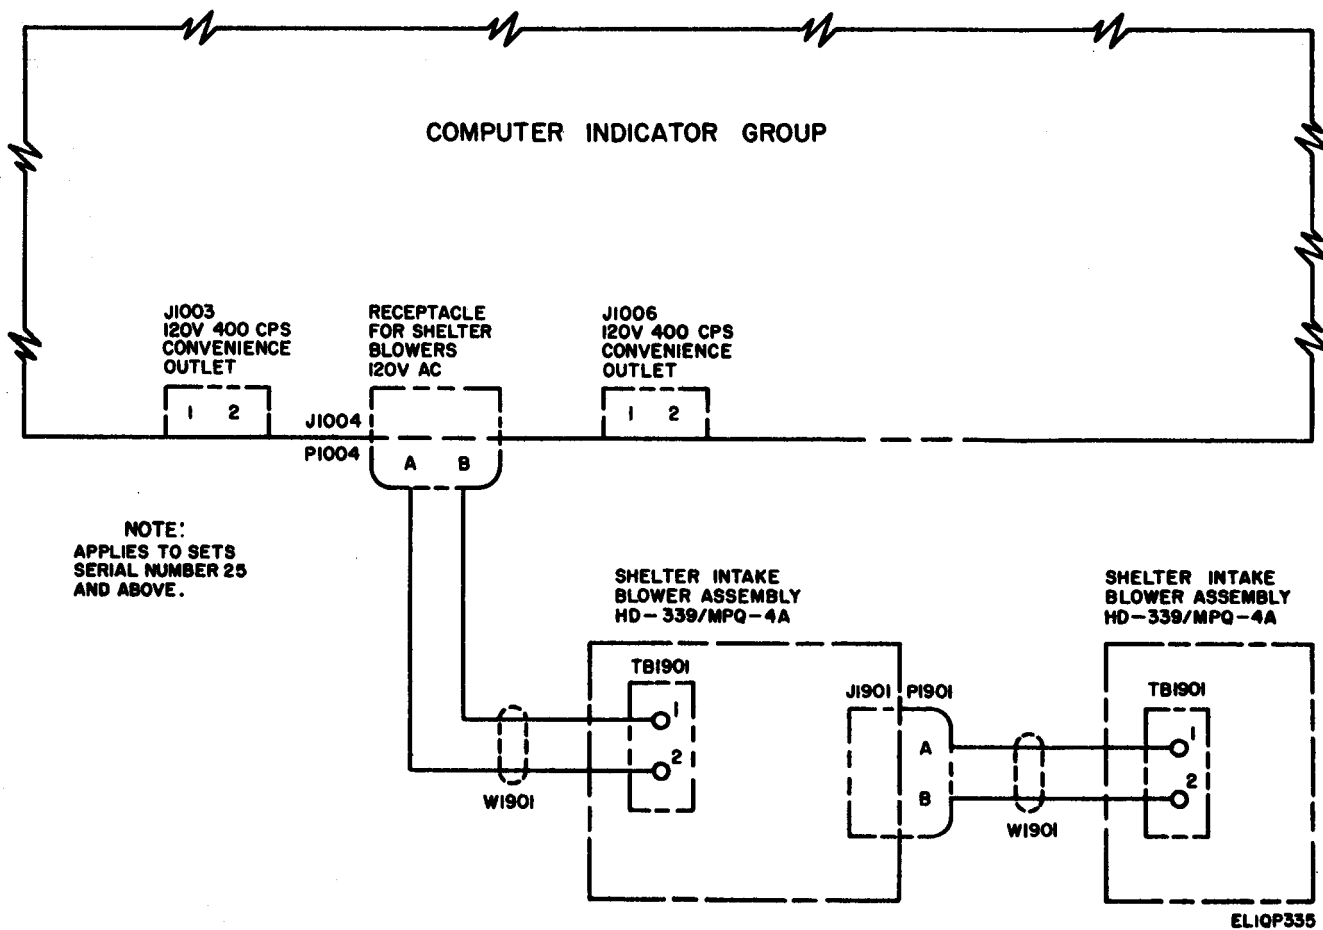 COMPUTER INDICATOR GROUP
J1003
120V 400 CPS
CONVENIENCE
OUTLET
1 2
RECEPTACLE
FOR SHELTER
BLOWERS
120V AC
J1006
120V 400 CPS
CONVENIENCE
OUTLET
1 2
J1004
P1004
A B
NOTE:
APPLIES TO SETS
SERIAL NUMBER 25
AND ABOVE.
SHELTER INTAKE
BLOWER ASSEMBLY
HD-339/MPQ-4A
TB1901
1
2
W1901
J1901 P1901
A
B
W1901
SHELTER INTAKE
BLOWER ASSEMBLY
HD-339/MPQ-4A
TB1901
1
2
EL1QP335